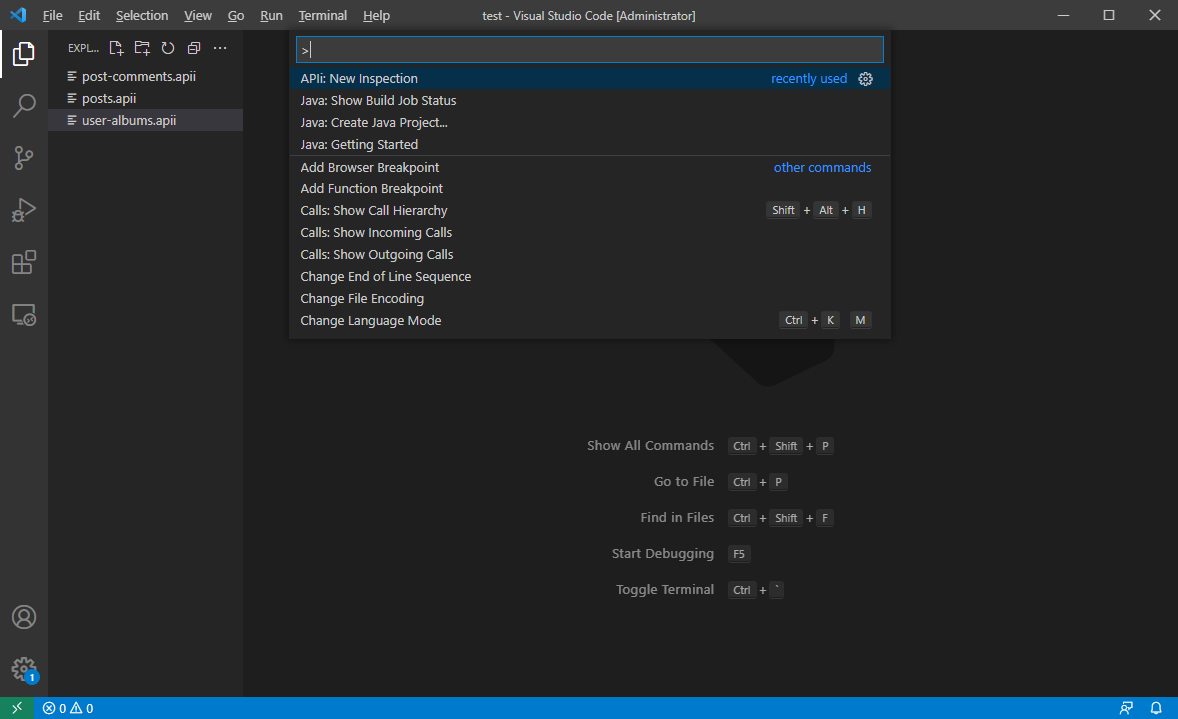 File Edit Selection View Go Run Terminal Help test - Visual Studio Code [Administrator]
EXPL...
post-comments.apii
posts.apii
user-albums.apii
>
APIi: New Inspection recently used
Java: Show Build Job Status
Java: Create Java Project...
Java: Getting Started
Add Browser Breakpoint other commands
Add Function Breakpoint
Calls: Show Call Hierarchy Shift + Alt + H
Calls: Show Incoming Calls
Calls: Show Outgoing Calls
Change End of Line Sequence
Change File Encoding
Change Language Mode Ctrl + K M
Show All Commands Ctrl + Shift + P
Go to File Ctrl + P
Find in Files Ctrl + Shift + F
Start Debugging F5
Toggle Terminal Ctrl + `
1
0 0